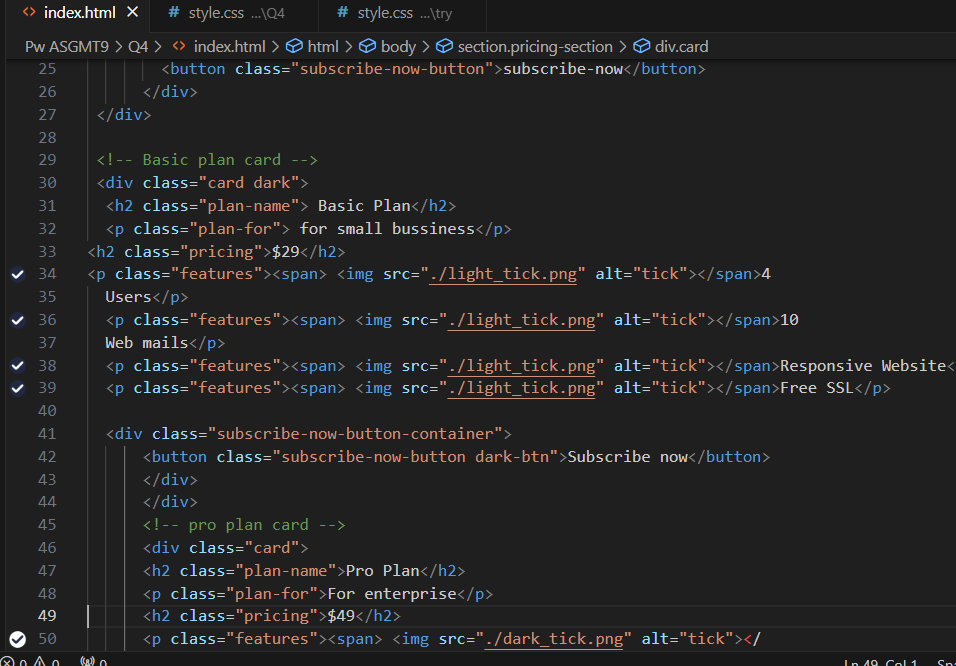 index.html
style.css ...\Q4
style.css ...\try
Pw ASGMT9 > Q4 > index.html > html > body > section.pricing-section > div.card
25 <button class="subscribe-now-button">subscribe-now</button>
26 </div>
27 </div>
28
29 <!-- Basic plan card -->
30 <div class="card dark">
31 <h2 class="plan-name"> Basic Plan</h2>
32 <p class="plan-for"> for small bussiness</p>
33 <h2 class="pricing">$29</h2>
34 <p class="features"><span> <img src="./light_tick.png" alt="tick"></span>4
35 Users</p>
36 <p class="features"><span> <img src="./light_tick.png" alt="tick"></span>10
37 Web mails</p>
38 <p class="features"><span> <img src="./light_tick.png" alt="tick"></span>Responsive Website<
39 <p class="features"><span> <img src="./light_tick.png" alt="tick"></span>Free SSL</p>
40
41 <div class="subscribe-now-button-container">
42 <button class="subscribe-now-button dark-btn">Subscribe now</button>
43 </div>
44 </div>
45 <!-- pro plan card -->
46 <div class="card">
47 <h2 class="plan-name">Pro Plan</h2>
48 <p class="plan-for">For enterprise</p>
49 <h2 class="pricing">$49</h2>
50 <p class="features"><span> <img src="./dark_tick.png" alt="tick"></
0 0 0 Ln 49, Col 1